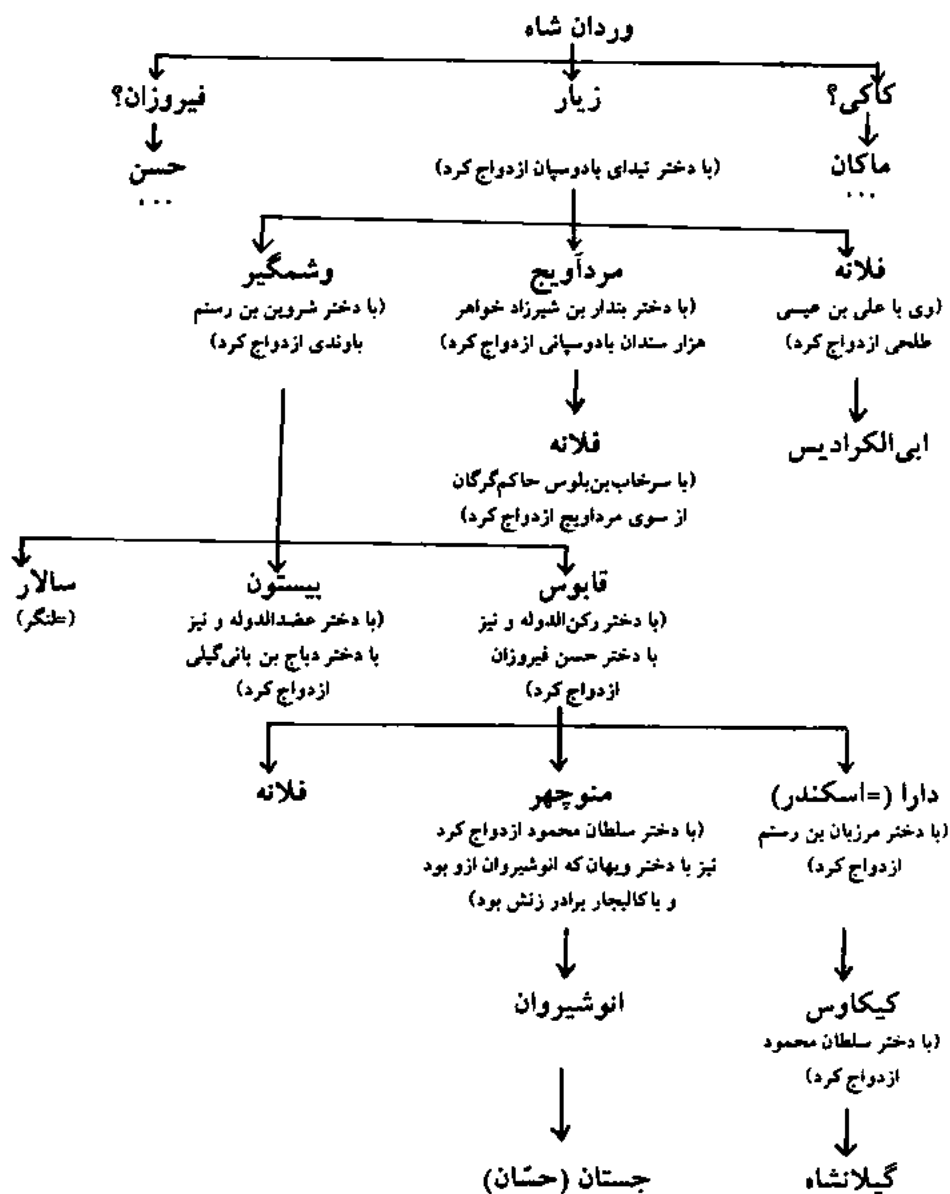 وردان شاه
کاکی؟
زیار
فیروزان؟
ماکان
...
(با دختر تیدای پادوسپان ازدواج کرد)
حسن
...
فلانه
(وی با علی بن عیسی
طلحی ازدواج کرد)
مردآویج
(با دختر بندار بن شیرزاد خواهر
هزار سندان پادوسپانی ازدواج کرد)
وشمگیر
(با دختر شروین بن رستم
باوندی ازدواج کرد)
ابی‌الکرادیس
فلانه
(با سرخاب‌بن‌بلوس حاکم‌گرگان
از سوی مرداویج ازدواج کرد)
قابوس
(با دختر رکن‌الدوله و نیز
با دختر حسن فیروزان
ازدواج کرد)
بیستون
(با دختر عضدالدوله و نیز
با دختر دباج بن بانی‌گیلی
ازدواج کرد)
سالار
(=لنگر)
دارا (=اسکندر)
(با دختر مرزبان بن رستم
ازدواج کرد)
منوچهر
(با دختر سلطان محمود ازدواج کرد
نیز با دختر ویهان که انوشیروان ازو بود
و باکالیجار برادر زنش بود)
فلانه
کیکاوس
(با دختر سلطان محمود
ازدواج کرد)
انوشیروان
گیلانشاه
جستان (حسّان)